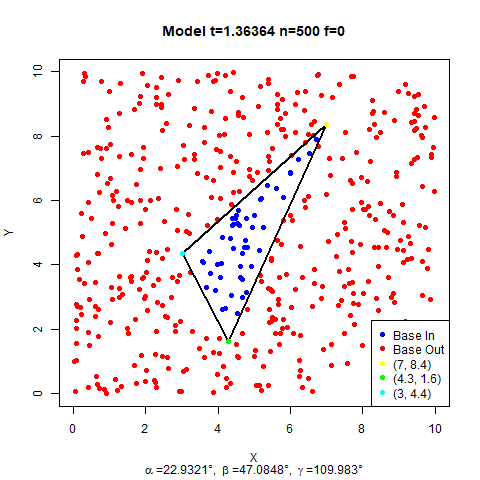 Model t=1.36364 n=500 f=0
10
8
6
4
2
0
Y
Base In
Base Out
(7, 8.4)
(4.3, 1.6)
(3, 4.4)
0 2 4 6 8 10
X
α=22.9321°, β=47.0848°, γ=109.983°